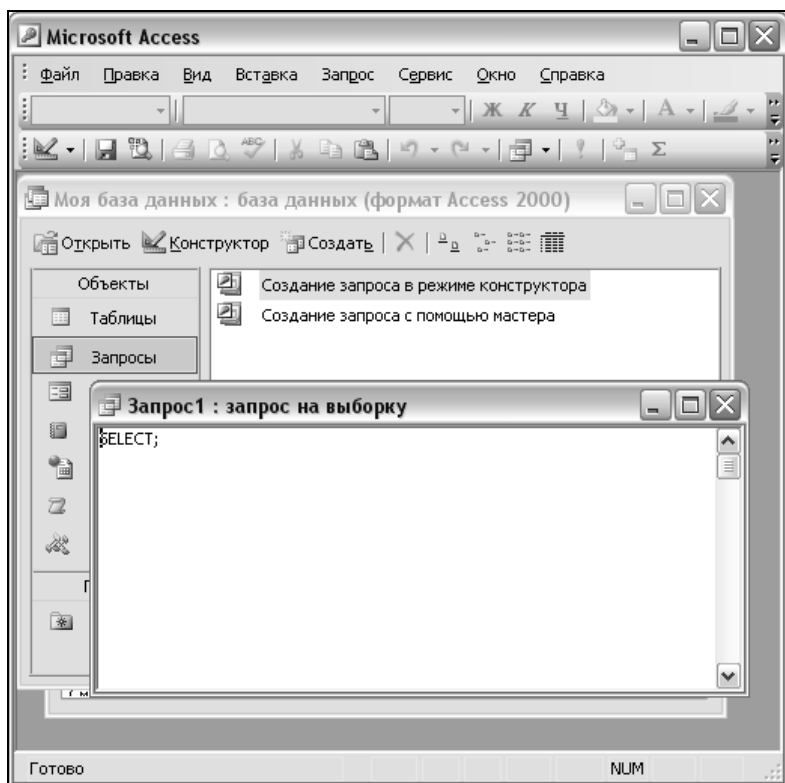 Microsoft Access
Файл Правка Вид Вставка Запрос Сервис Окно Справка
Ж К Ч A
ABC Σ
Моя база данных : база данных (формат Access 2000)
Открыть Конструктор Создать
Объекты
Создание запроса в режиме конструктора
Таблицы
Создание запроса с помощью мастера
Запросы
Запрос1 : запрос на выборку
SELECT;
Готово NUM